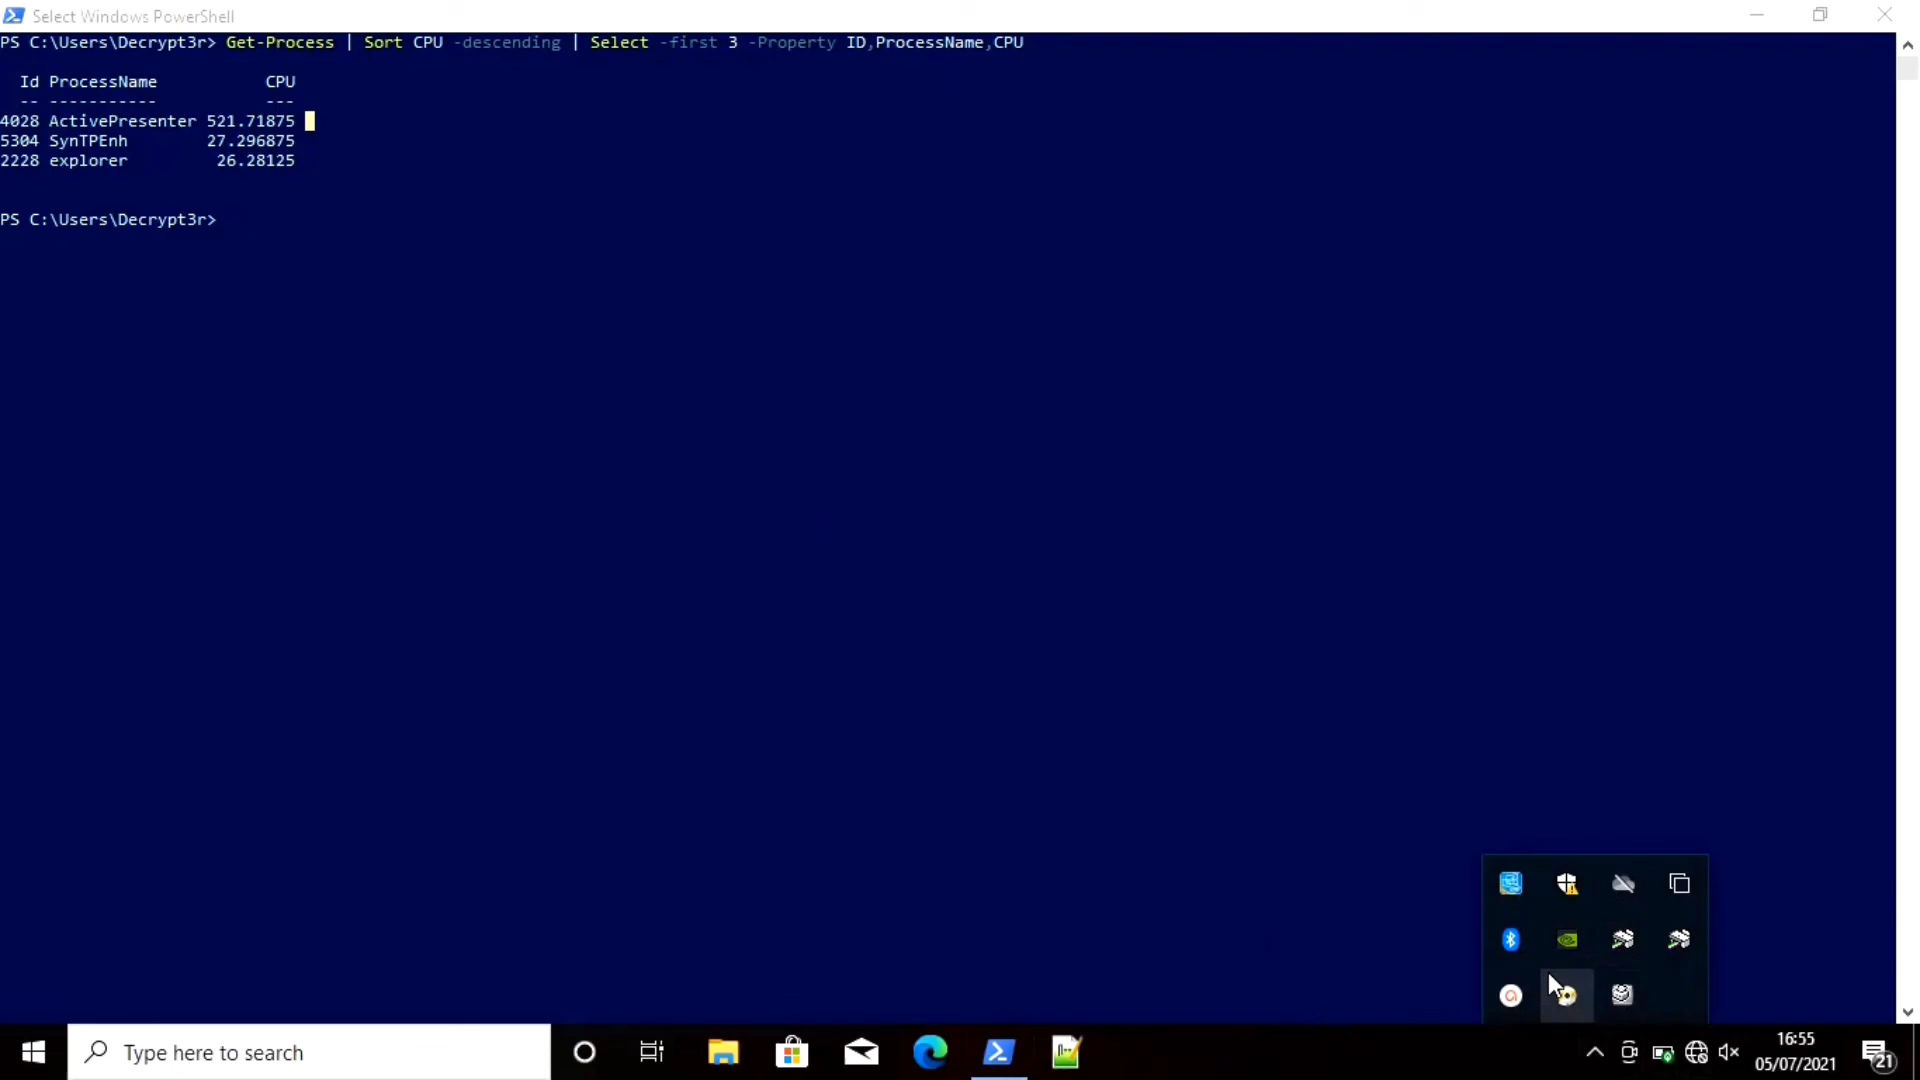 Select Windows PowerShell
PS C:\Users\Decrypt3r> Get-Process | Sort CPU -descending | Select -first 3 -Property ID,ProcessName,CPU
Id ProcessName CPU
-- ----------- ---
4028 ActivePresenter 521.71875
5304 SynTPEnh 27.296875
2228 explorer 26.28125
PS C:\Users\Decrypt3r>
Type here to search
16:55
05/07/2021
21